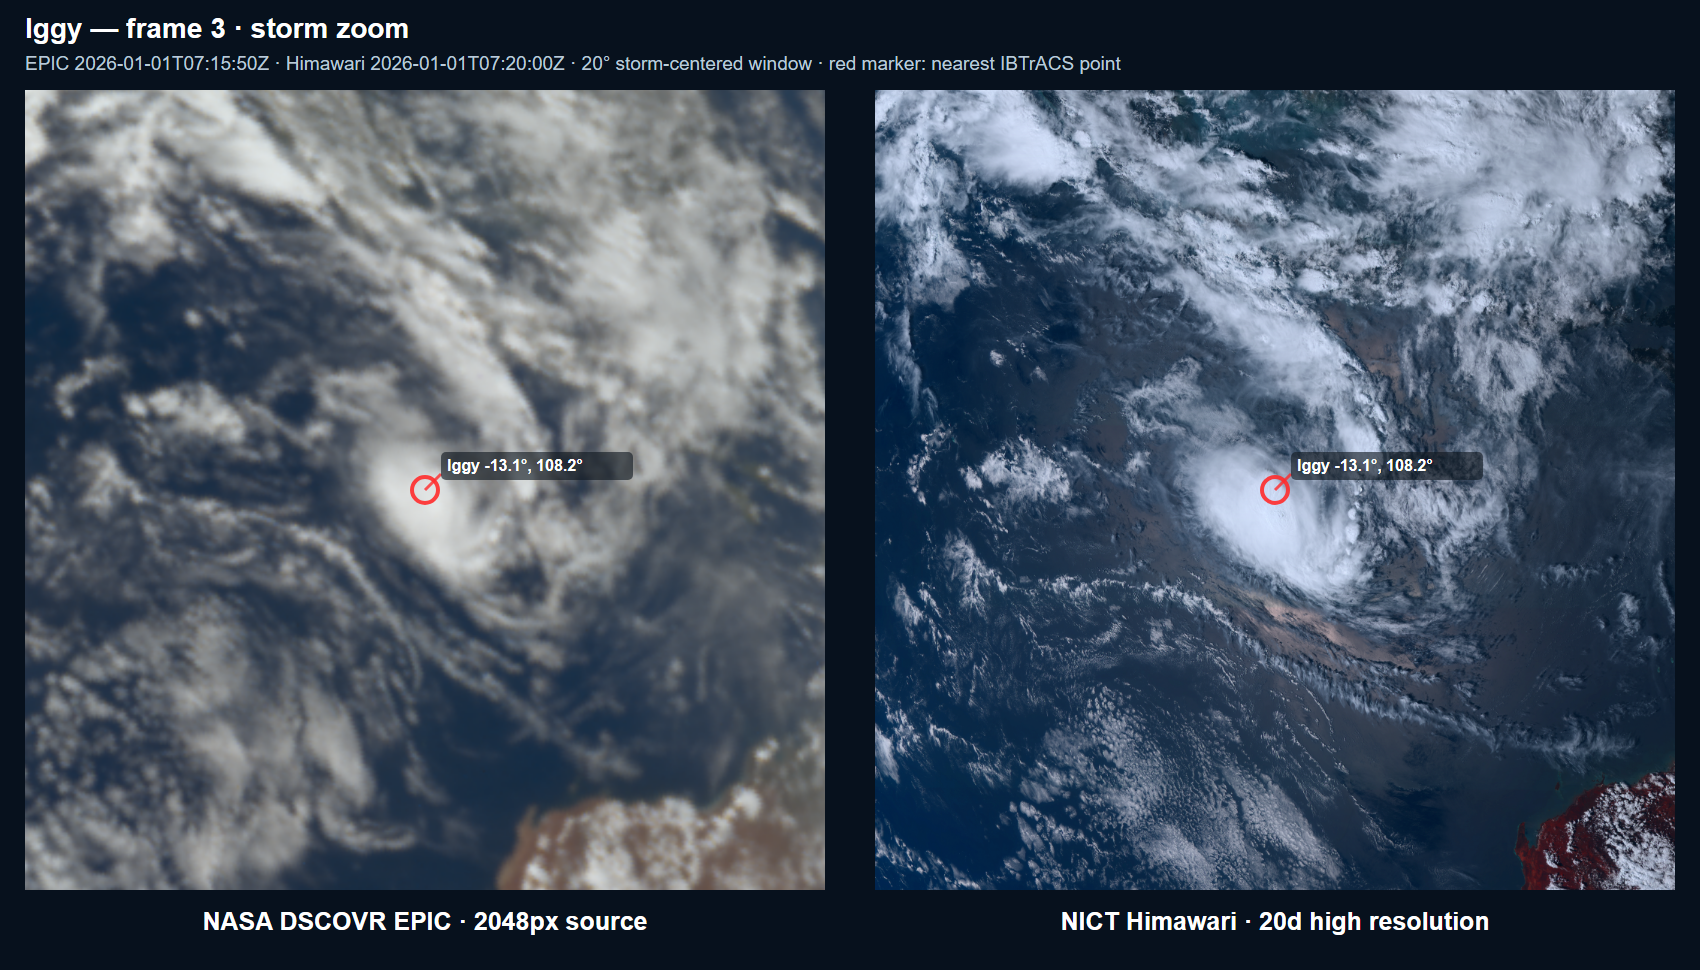 Iggy — frame 3 · storm zoom
EPIC 2026-01-01T07:15:50Z · Himawari 2026-01-01T07:20:00Z · 20° storm-centered window · red marker: nearest IBTrACS point
Iggy -13.1°, 108.2°
Iggy -13.1°, 108.2°
NASA DSCOVR EPIC · 2048px source
NICT Himawari · 20d high resolution